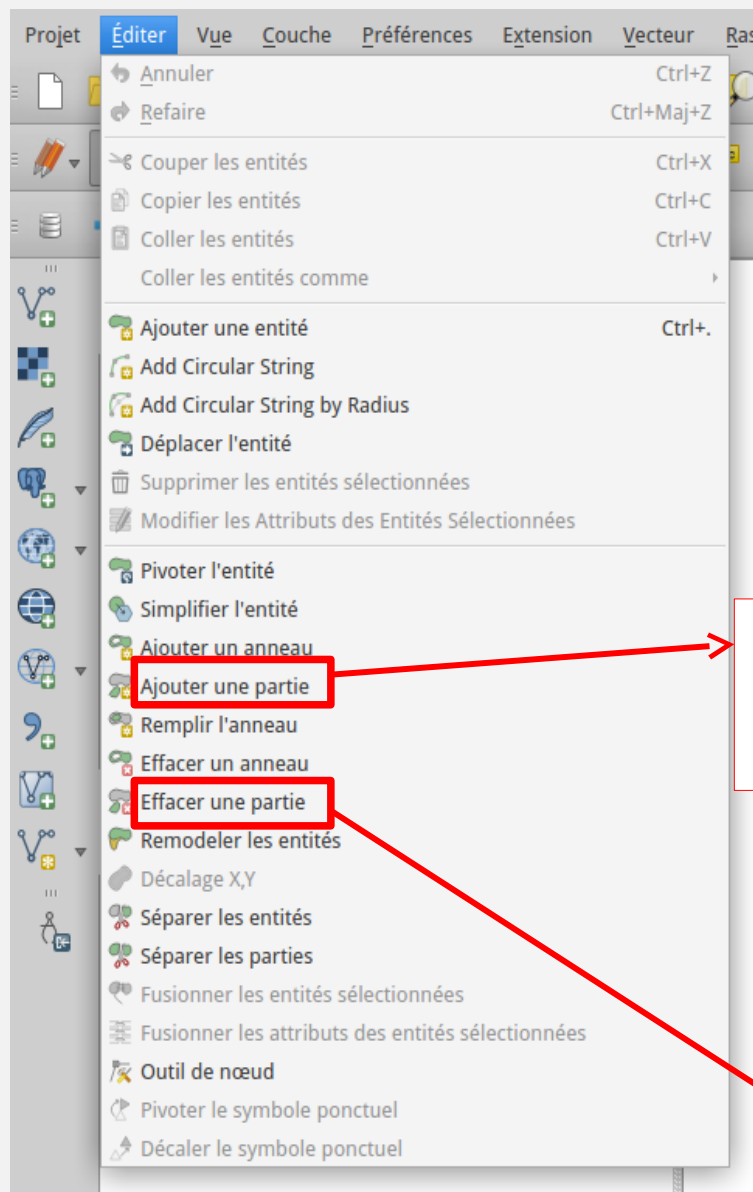 Projet Éditer Vue Couche Préférences Extension Vecteur Ras
Annuler Ctrl+Z
Refaire Ctrl+Maj+Z
Couper les entités Ctrl+X
Copier les entités Ctrl+C
Coller les entités Ctrl+V
Coller les entités comme
Ajouter une entité Ctrl+.
Add Circular String
Add Circular String by Radius
Déplacer l'entité
Supprimer les entités sélectionnées
Modifier les Attributs des Entités Sélectionnées
Pivoter l'entité
Simplifier l'entité
Ajouter un anneau
Ajouter une partie
Remplir l'anneau
Effacer un anneau
Effacer une partie
Remodeler les entités
Décalage X,Y
Séparer les entités
Séparer les parties
Fusionner les entités sélectionnées
Fusionner les attributs des entités sélectionnées
Outil de nœud
Pivoter le symbole ponctuel
Décaler le symbole ponctuel